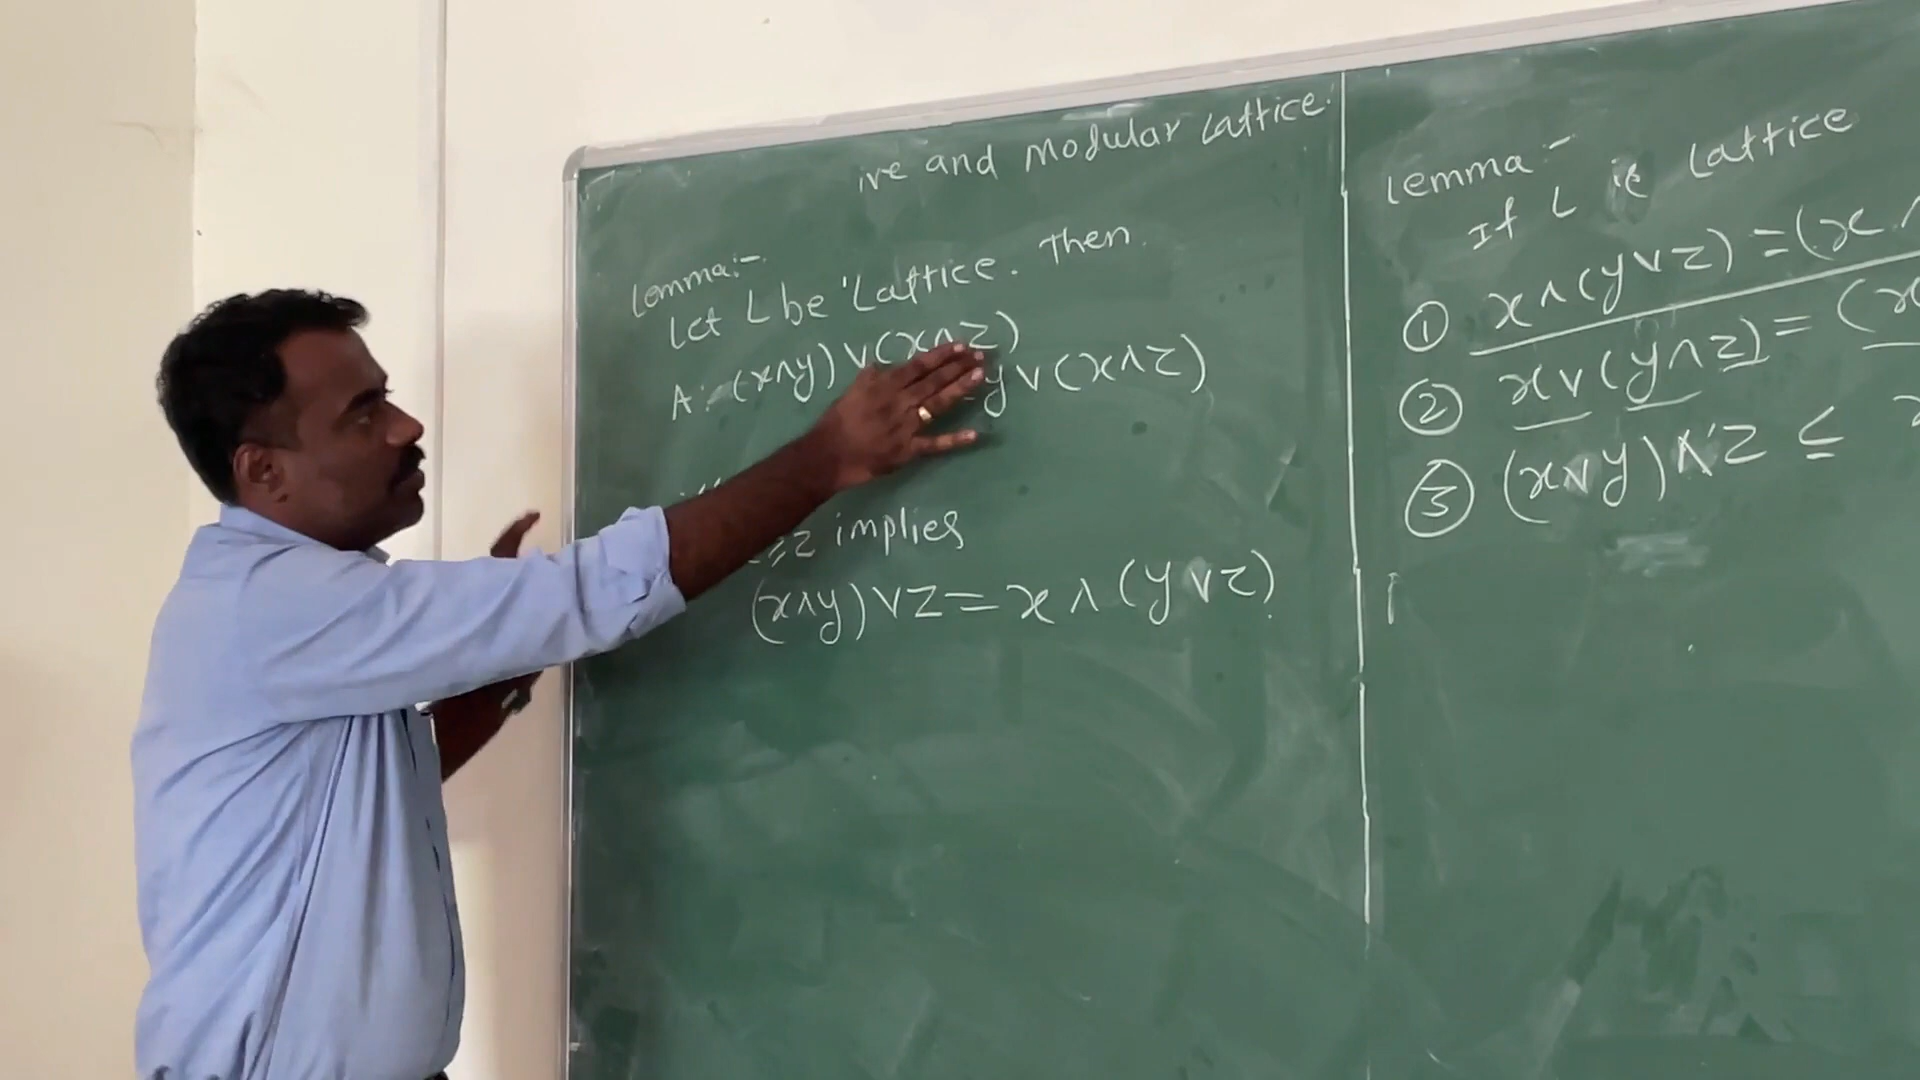 ive and Modular Lattice.
Lemma:-
Let L be Lattice. Then
A: (x∧y)∨(x∧z)
y∨(x∧z)
≥z implies
(x∧y)∨z=x∧(y∨z)
Lemma:-
If L is Lattice
① x∧(y∨z)=(x∧
② x∨(y∧z)=(x
③ (x∨y)∧z≤